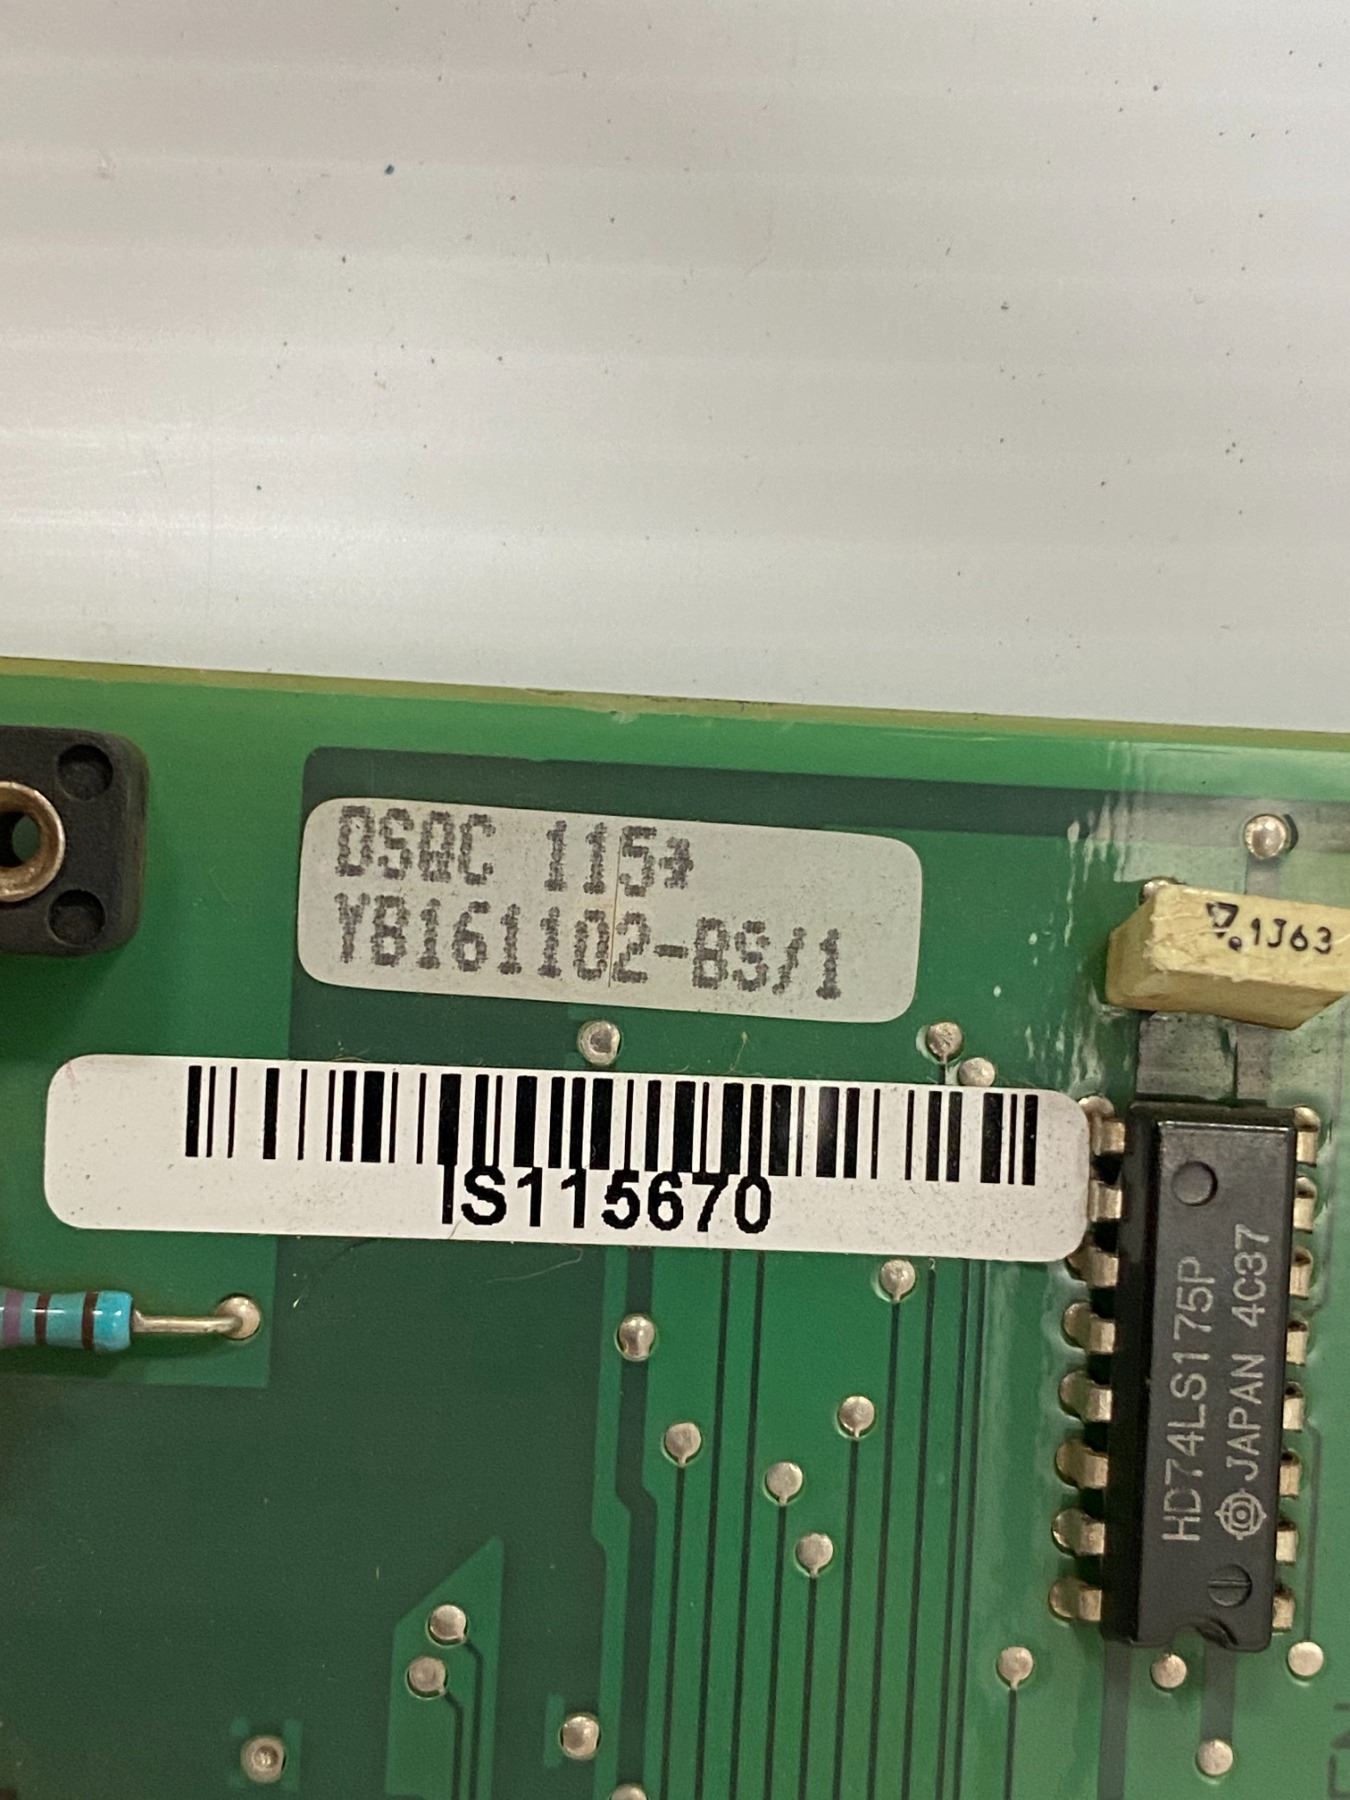 DSQC 115*
YB161102-BS/1
.1J63
IS115670
HD74LS175P
JAPAN 4C37